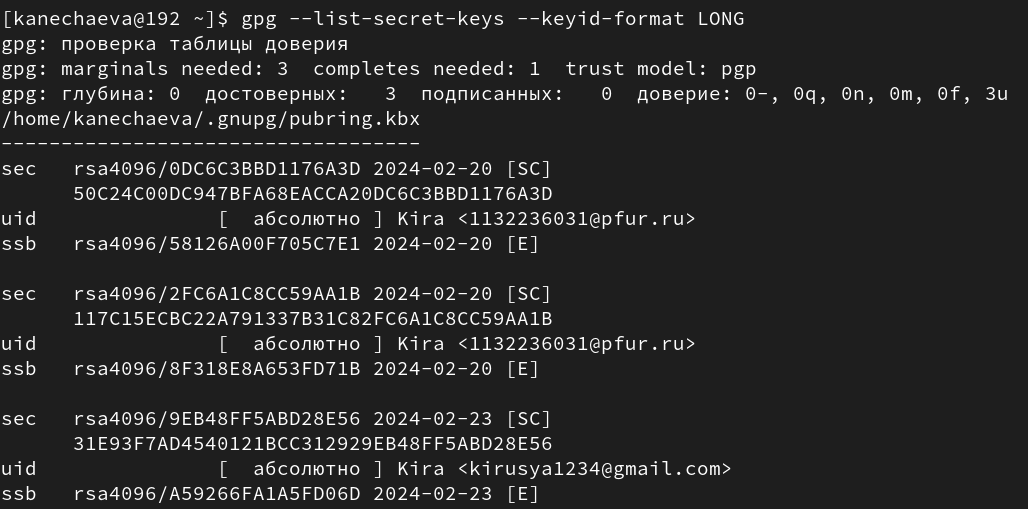 [kanechaeva@192 ~]$ gpg --list-secret-keys --keyid-format LONG
gpg: проверка таблицы доверия
gpg: marginals needed: 3  completes needed: 1  trust model: pgp
gpg: глубина: 0  достоверных:   3  подписанных:   0  доверие: 0-, 0q, 0n, 0m, 0f, 3u
/home/kanechaeva/.gnupg/pubring.kbx
-----------------------------------
sec   rsa4096/0DC6C3BBD1176A3D 2024-02-20 [SC]
      50C24C00DC947BFA68EACCA20DC6C3BBD1176A3D
uid               [  абсолютно ] Kira <1132236031@pfur.ru>
ssb   rsa4096/58126A00F705C7E1 2024-02-20 [E]

sec   rsa4096/2FC6A1C8CC59AA1B 2024-02-20 [SC]
      117C15ECBC22A791337B31C82FC6A1C8CC59AA1B
uid               [  абсолютно ] Kira <1132236031@pfur.ru>
ssb   rsa4096/8F318E8A653FD71B 2024-02-20 [E]

sec   rsa4096/9EB48FF5ABD28E56 2024-02-23 [SC]
      31E93F7AD4540121BCC312929EB48FF5ABD28E56
uid               [  абсолютно ] Kira <kirusya1234@gmail.com>
ssb   rsa4096/A59266FA1A5FD06D 2024-02-23 [E]